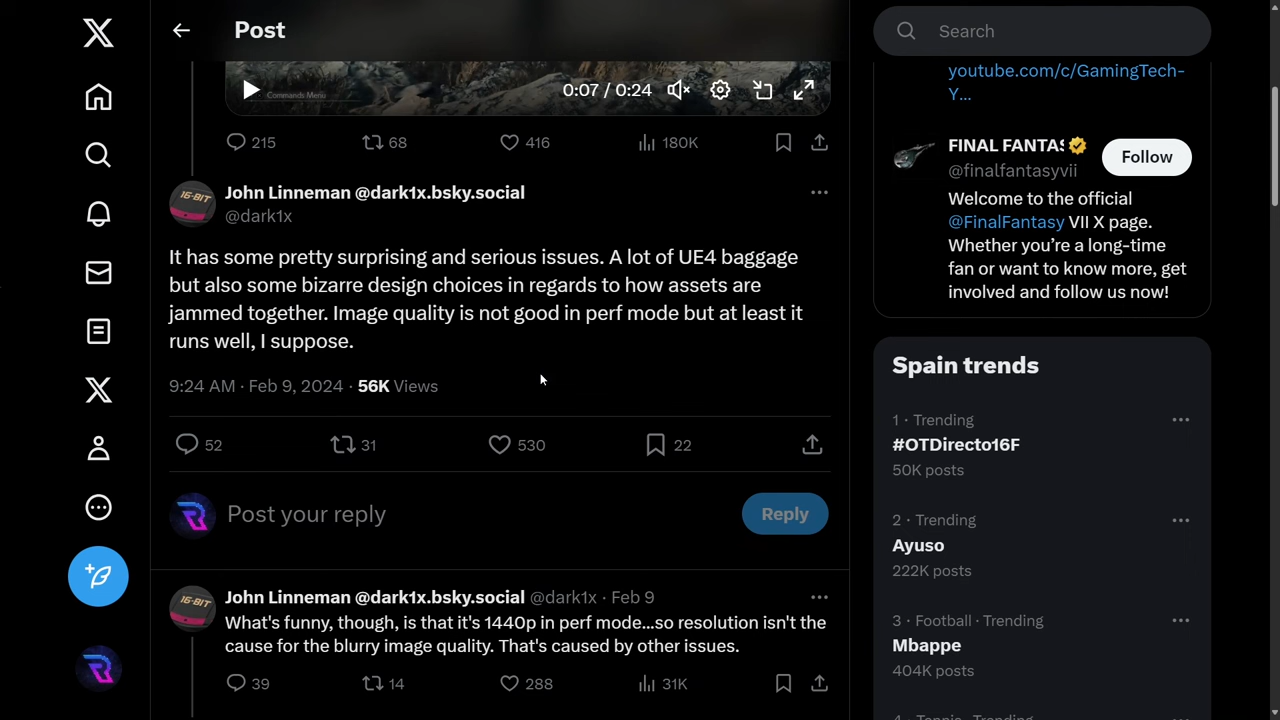 Post
Commands Menu
0:07 / 0:24
215
68
416
180K
John Linneman @dark1x.bsky.social
@dark1x
It has some pretty surprising and serious issues. A lot of UE4 baggage
but also some bizarre design choices in regards to how assets are
jammed together. Image quality is not good in perf mode but at least it
runs well, I suppose.
9:24 AM · Feb 9, 2024 · 56K Views
52
31
530
22
Post your reply
Reply
John Linneman @dark1x.bsky.social @dark1x · Feb 9
What's funny, though, is that it's 1440p in perf mode...so resolution isn't the
cause for the blurry image quality. That's caused by other issues.
39
14
288
31K
Search
youtube.com/c/GamingTech-
Y...
FINAL FANTAS
@finalfantasyvii
Follow
Welcome to the official
@FinalFantasy VII X page.
Whether you’re a long-time
fan or want to know more, get
involved and follow us now!
Spain trends
1 · Trending
#OTDirecto16F
50K posts
2 · Trending
Ayuso
222K posts
3 · Football · Trending
Mbappe
404K posts